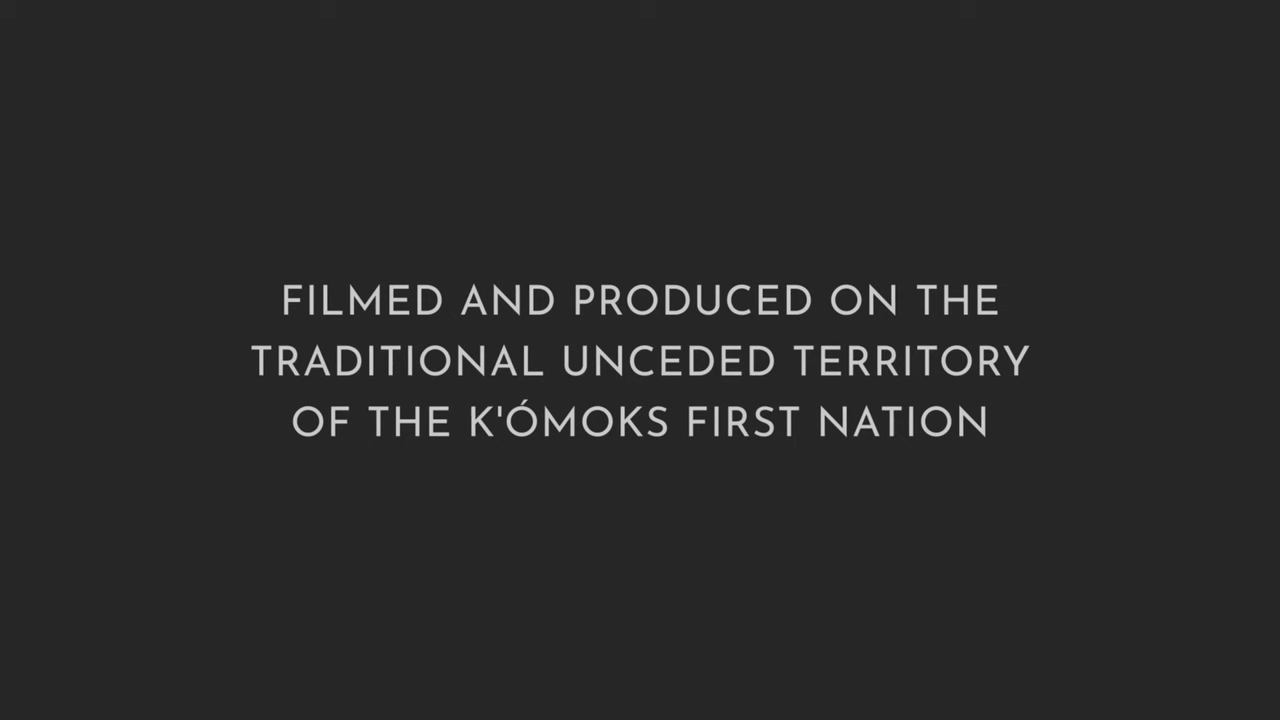 FILMED AND PRODUCED ON THE
TRADITIONAL UNCEDED TERRITORY
OF THE K'ÓMOKS FIRST NATION